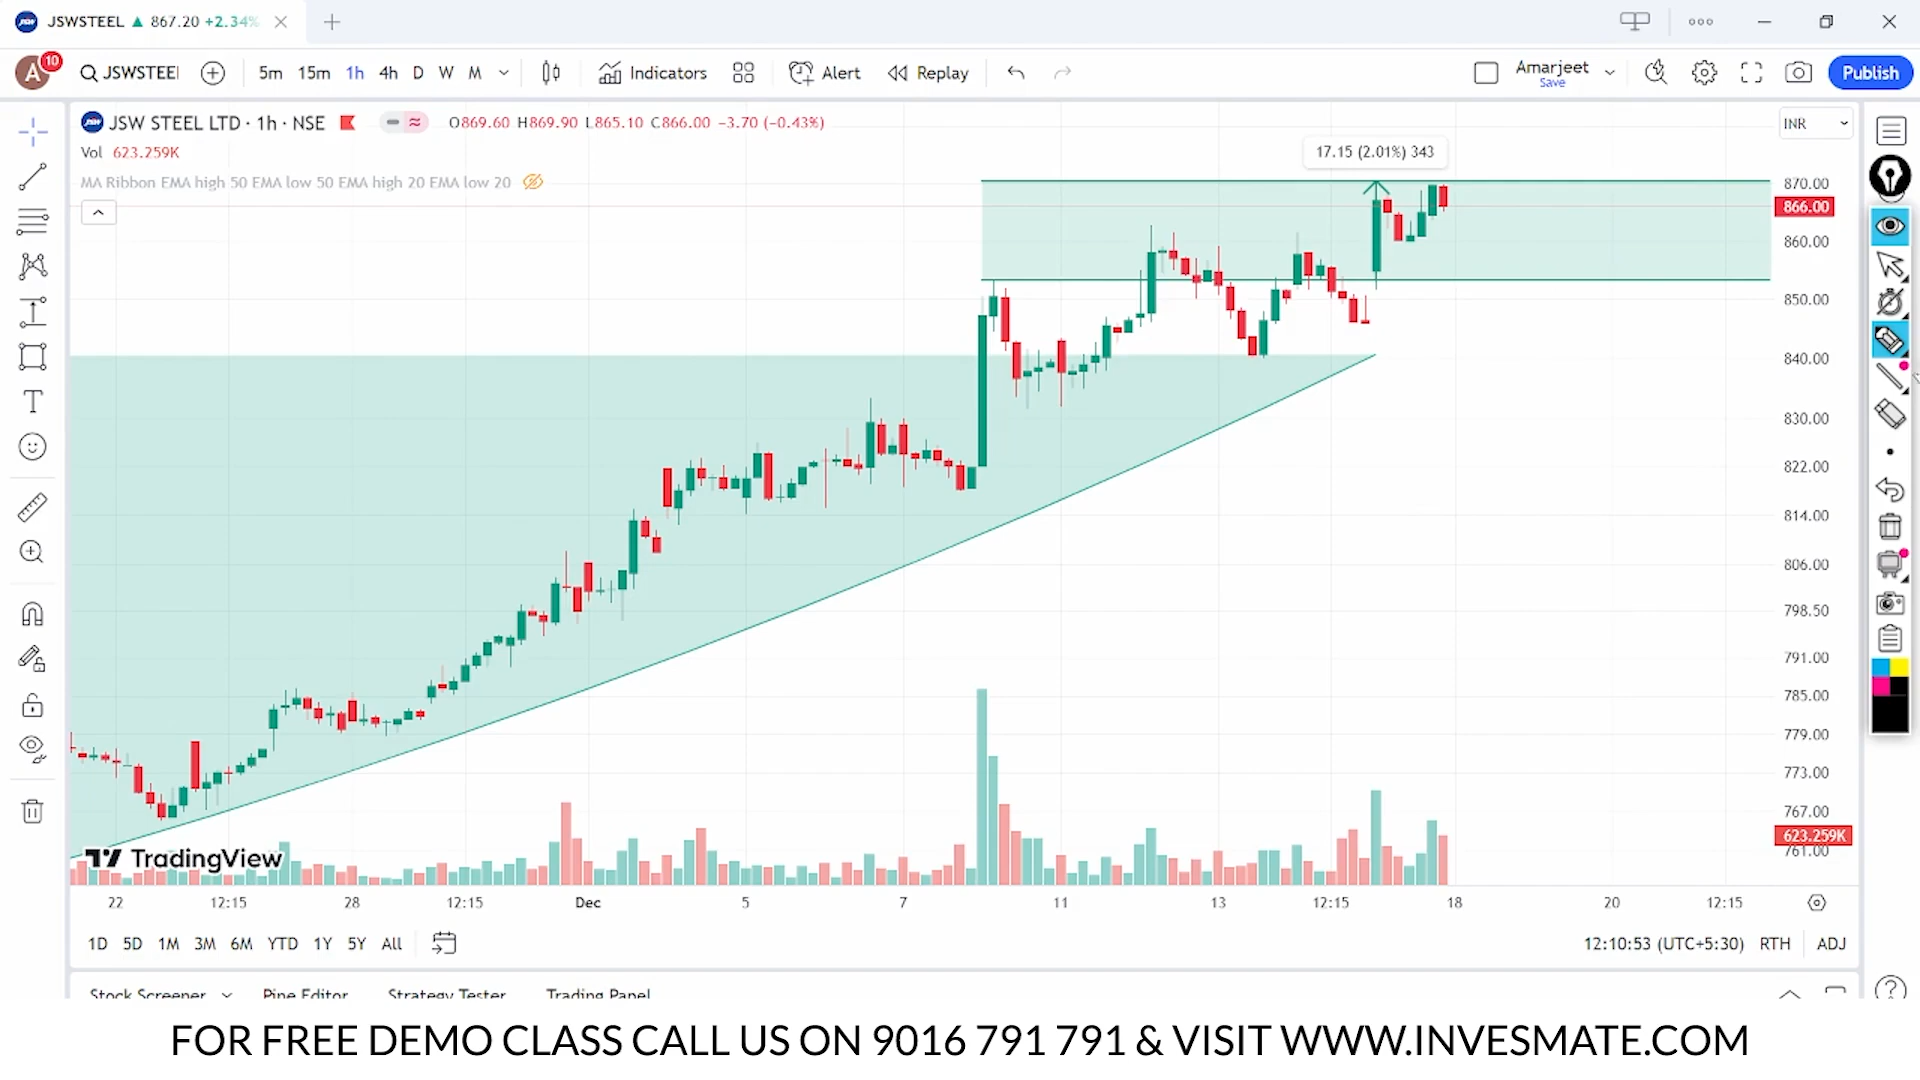 JSWSTEEL ▲ 867.20 +2.34%
A 10 JSWSTEEL 5m 15m 1h 4h D W M Indicators Alert Replay Amarjeet Save Publish
JSW STEEL LTD · 1h · NSE O869.60 H869.90 L865.10 C866.00 −3.70 (−0.43%) INR
Vol 623.259K
17.15 (2.01%) 343
MA Ribbon EMA high 50 EMA low 50 EMA high 20 EMA low 20
870.00
866.00
860.00
850.00
840.00
830.00
822.00
814.00
806.00
798.50
791.00
785.00
779.00
773.00
767.00
623.259K
761.00
TradingView
22 12:15 28 12:15 Dec 5 7 11 13 12:15 18 20 12:15
1D 5D 1M 3M 6M YTD 1Y 5Y All 12:10:53 (UTC+5:30) RTH ADJ
Stock Screener Pine Editor Strategy Tester Trading Panel
FOR FREE DEMO CLASS CALL US ON 9016 791 791 & VISIT WWW.INVESMATE.COM